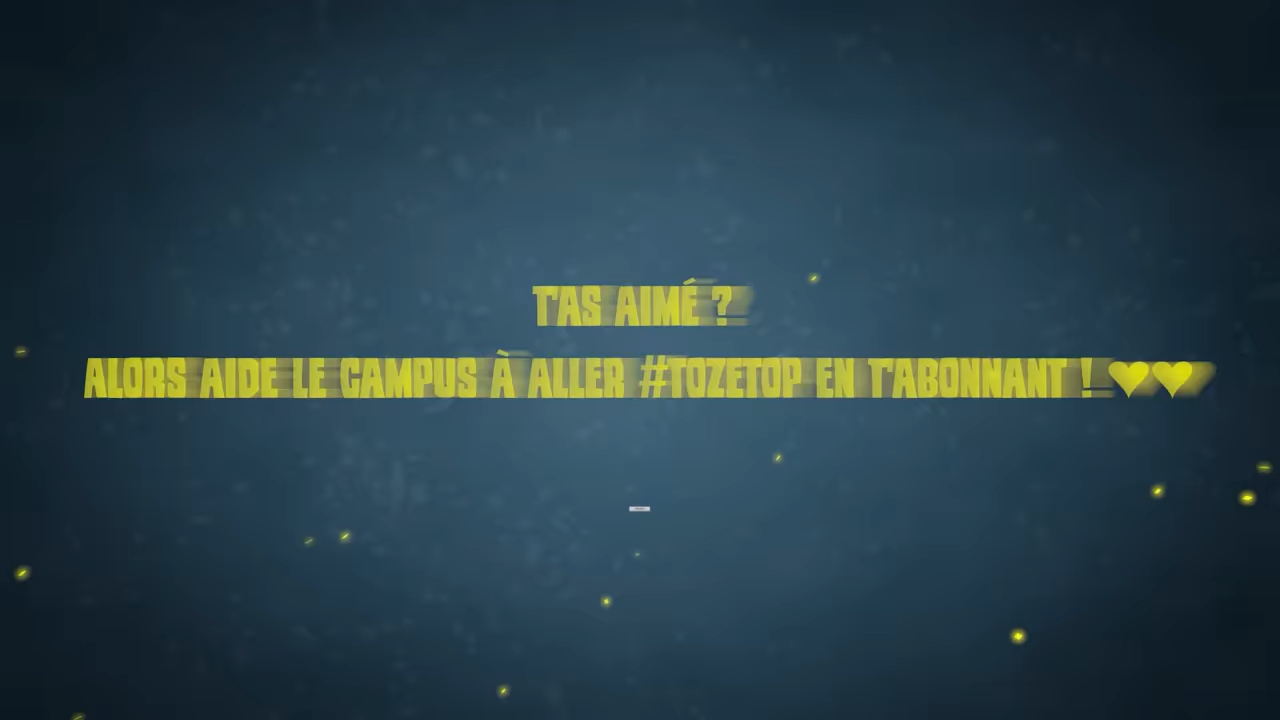 T'AS AIMÉ ?
ALORS AIDE LE CAMPUS À ALLER #TOZETOP EN T'ABONNANT ! ♥♥